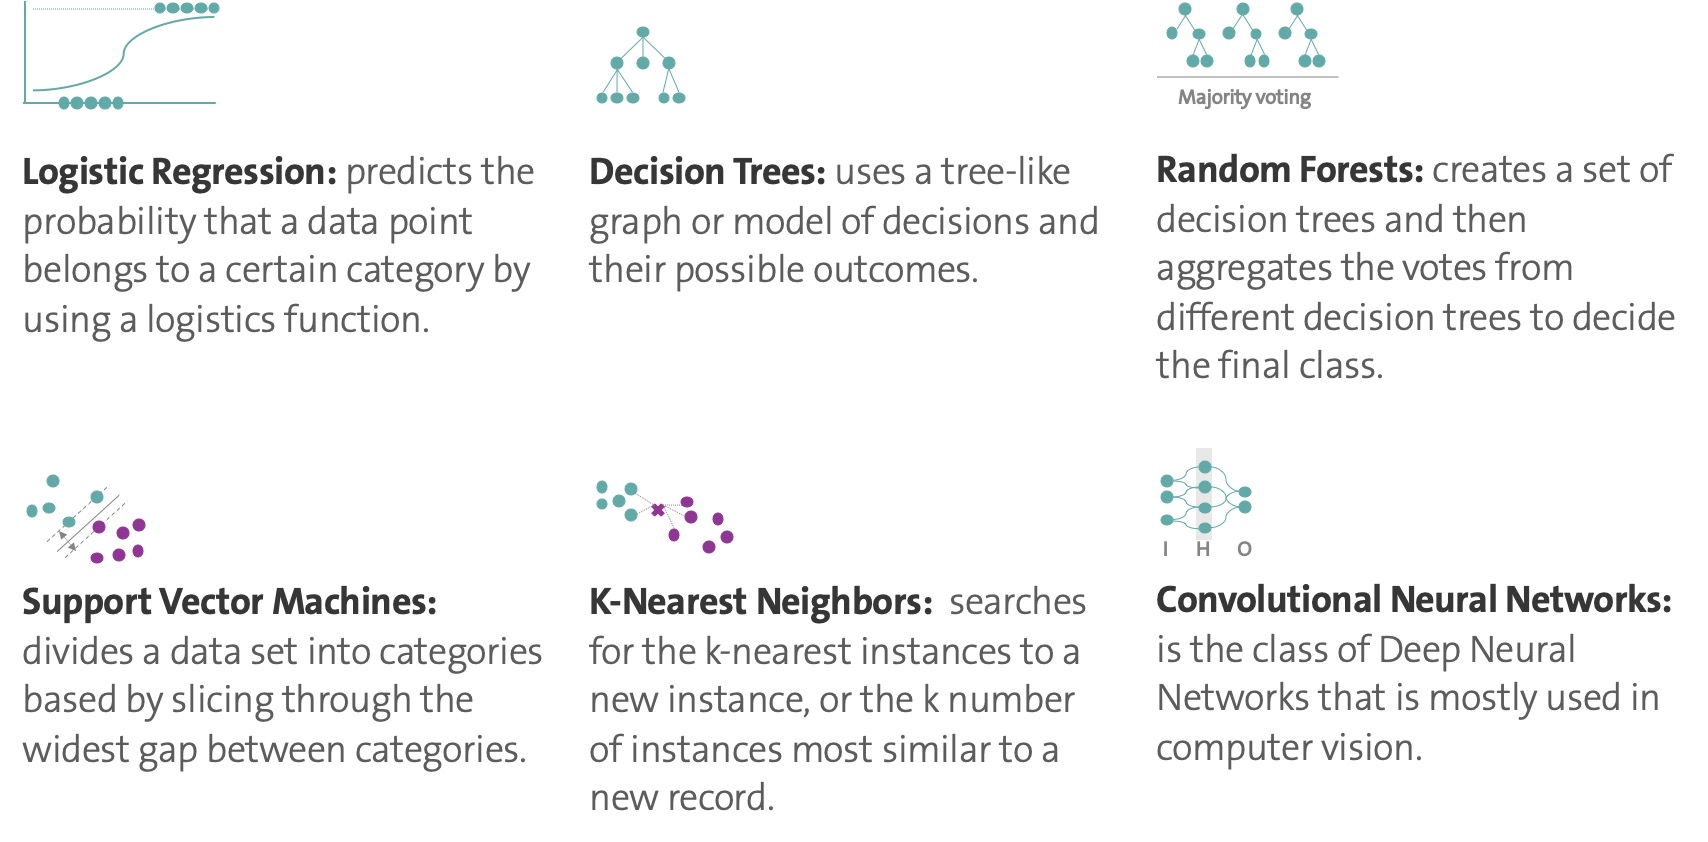 Majority voting
Logistic Regression: predicts the
probability that a data point
belongs to a certain category by
using a logistics function.
Decision Trees: uses a tree-like
graph or model of decisions and
their possible outcomes.
Random Forests: creates a set of
decision trees and then
aggregates the votes from
different decision trees to decide
the final class.
I H O
Support Vector Machines:
divides a data set into categories
based by slicing through the
widest gap between categories.
K-Nearest Neighbors: searches
for the k-nearest instances to a
new instance, or the k number
of instances most similar to a
new record.
Convolutional Neural Networks:
is the class of Deep Neural
Networks that is mostly used in
computer vision.